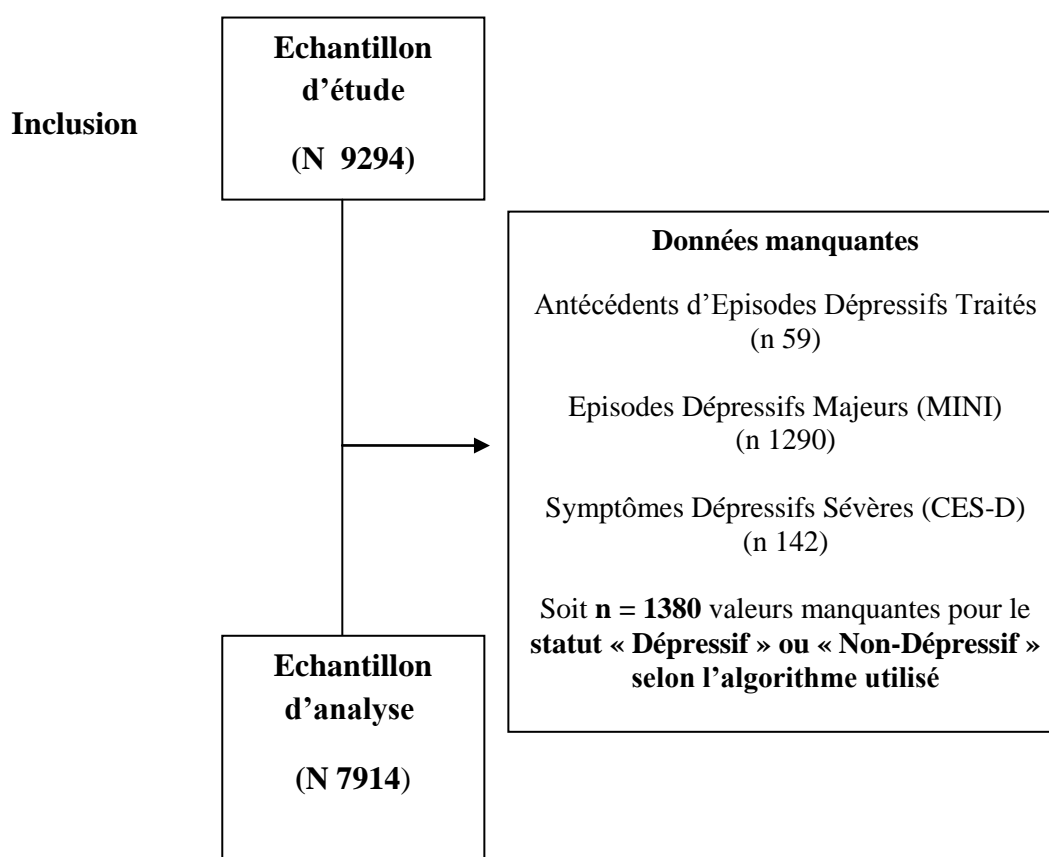 Echantillon
d’étude
(N 9294)
Inclusion
Données manquantes
Antécédents d’Episodes Dépressifs Traités
(n 59)
Episodes Dépressifs Majeurs (MINI)
(n 1290)
Symptômes Dépressifs Sévères (CES-D)
(n 142)
Soit n = 1380 valeurs manquantes pour le
statut « Dépressif » ou « Non-Dépressif »
selon l’algorithme utilisé
Echantillon
d’analyse
(N 7914)